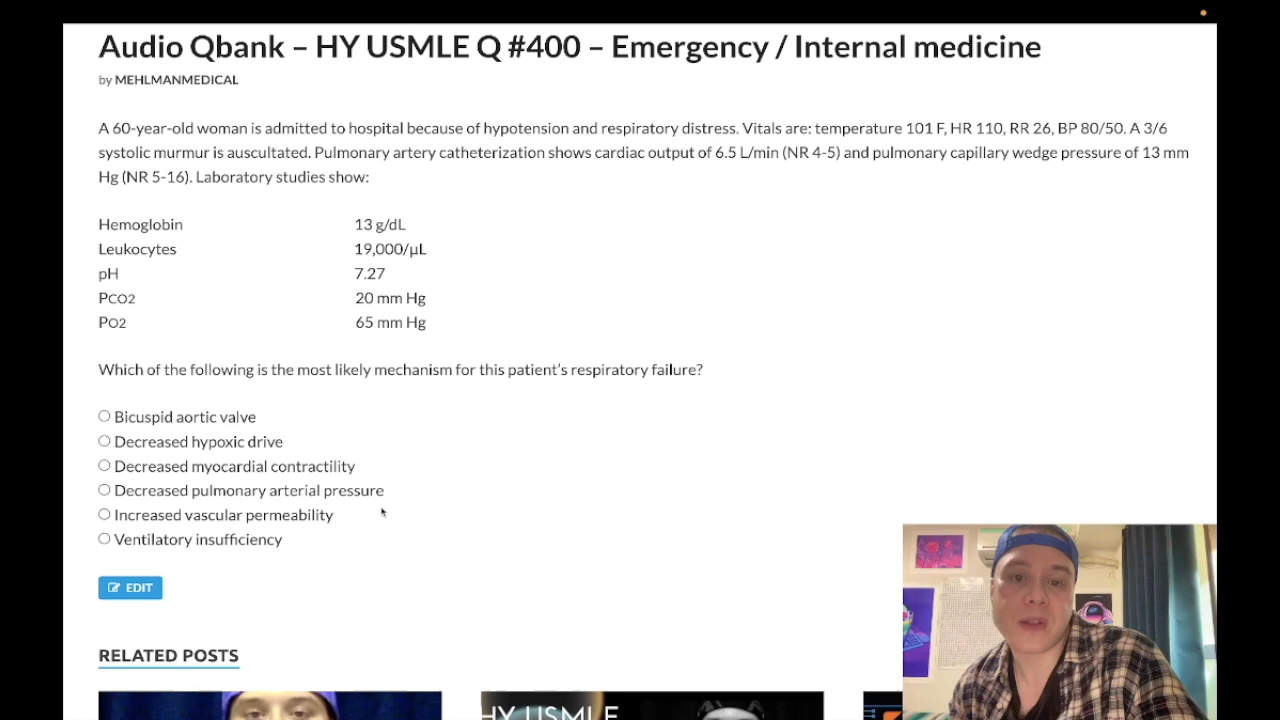 Audio Qbank – HY USMLE Q #400 – Emergency / Internal medicine
by MEHLMANMEDICAL
A 60-year-old woman is admitted to hospital because of hypotension and respiratory distress. Vitals are: temperature 101 F, HR 110, RR 26, BP 80/50. A 3/6
systolic murmur is auscultated. Pulmonary artery catheterization shows cardiac output of 6.5 L/min (NR 4-5) and pulmonary capillary wedge pressure of 13 mm
Hg (NR 5-16). Laboratory studies show:
Hemoglobin 13 g/dL
Leukocytes 19,000/μL
pH 7.27
PCO2 20 mm Hg
PO2 65 mm Hg
Which of the following is the most likely mechanism for this patient's respiratory failure?
Bicuspid aortic valve
Decreased hypoxic drive
Decreased myocardial contractility
Decreased pulmonary arterial pressure
Increased vascular permeability
Ventilatory insufficiency
EDIT
RELATED POSTS
HY USMLE